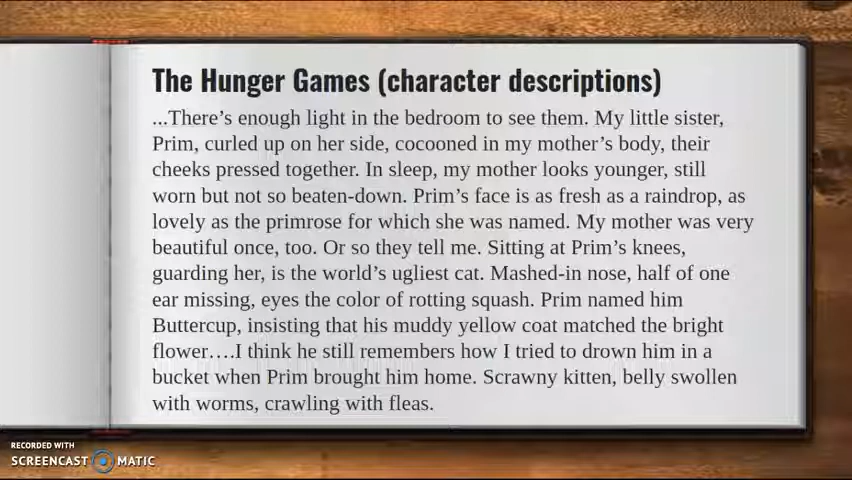 The Hunger Games (character descriptions)
...There’s enough light in the bedroom to see them. My little sister,
Prim, curled up on her side, cocooned in my mother’s body, their
cheeks pressed together. In sleep, my mother looks younger, still
worn but not so beaten-down. Prim’s face is as fresh as a raindrop, as
lovely as the primrose for which she was named. My mother was very
beautiful once, too. Or so they tell me. Sitting at Prim’s knees,
guarding her, is the world’s ugliest cat. Mashed-in nose, half of one
ear missing, eyes the color of rotting squash. Prim named him
Buttercup, insisting that his muddy yellow coat matched the bright
flower….I think he still remembers how I tried to drown him in a
bucket when Prim brought him home. Scrawny kitten, belly swollen
with worms, crawling with fleas.
RECORDED WITH
SCREENCAST MATIC